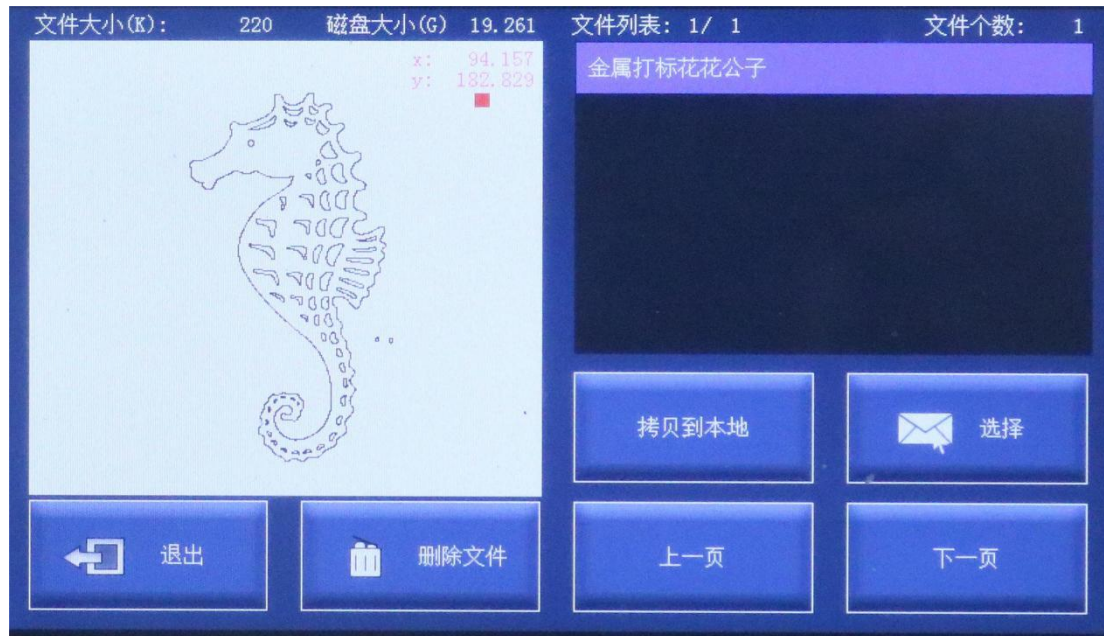 文件大小(K): 220 磁盘大小(G) 19.261
x: 94.157
y: 182.829
文件列表: 1/ 1 文件个数: 1
金属打标花花公子
拷贝到本地
选择
退出
删除文件
上一页
下一页